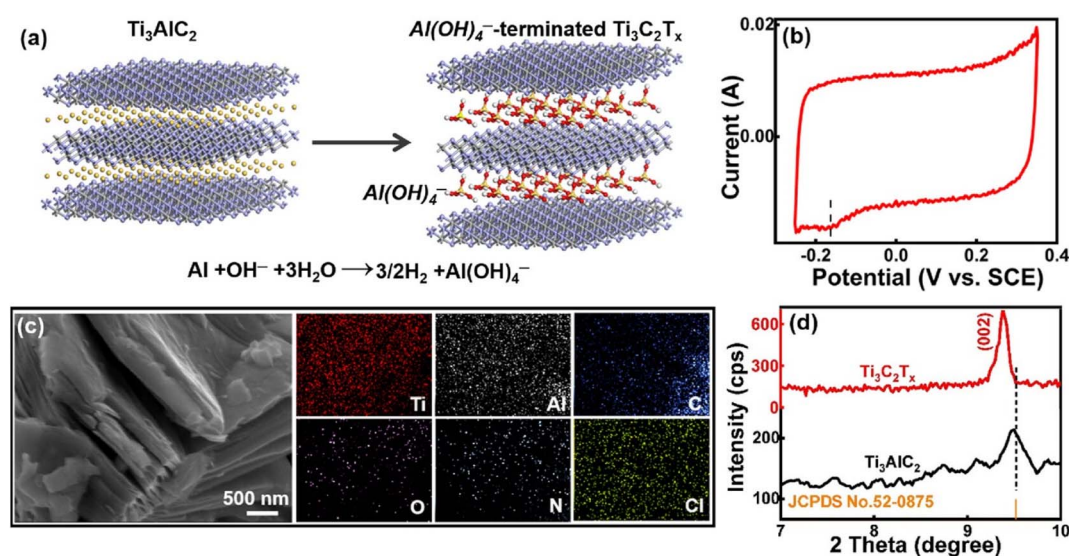 (a)
Ti₃AlC₂
Al(OH)₄⁻-terminated Ti₃C₂Tₓ
Al(OH)₄⁻
Al +OH⁻ +3H₂O → 3/2H₂ +Al(OH)₄⁻
(b)
Current (A)
0.02
0.00
-0.2
0.0
0.2
0.4
Potential (V vs. SCE)
(c)
500 nm
Ti
Al
C
O
N
Cl
(d)
Intensity (cps)
600
300
0
200
100
(002)
Ti₃C₂Tₓ
Ti₃AlC₂
JCPDS No.52-0875
7
8
9
10
2 Theta (degree)